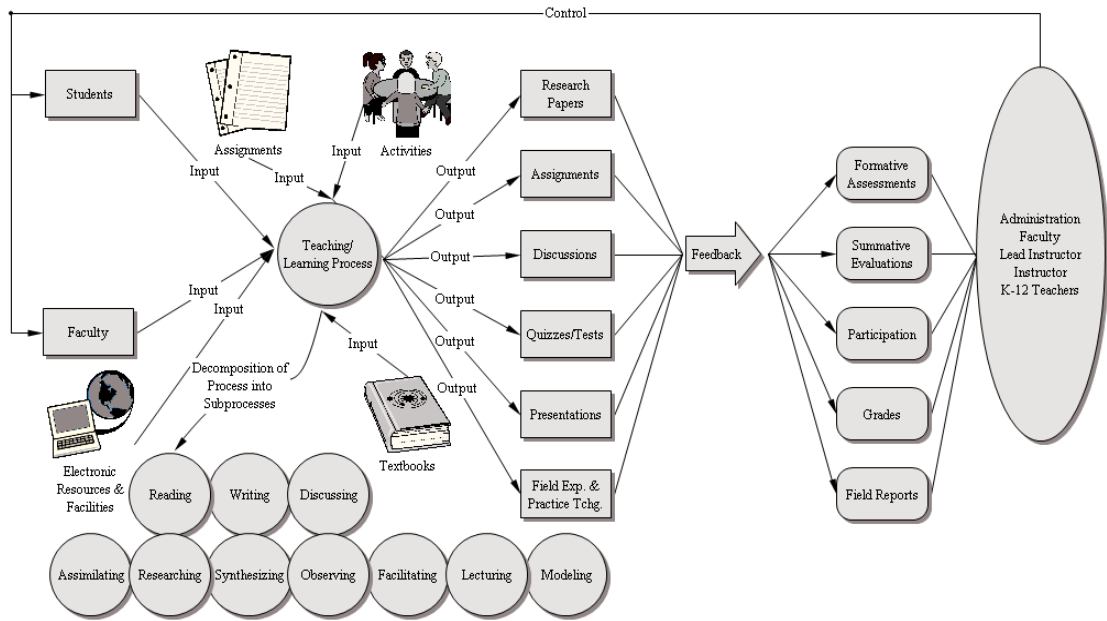 Control
Students
Assignments
Activities
Input
Input
Input
Research
Papers
Output
Assignments
Output
Teaching/
Learning Process
Discussions
Output
Formative
Assessments
Summative
Evaluations
Feedback
Administration
Faculty
Lead Instructor
Instructor
K-12 Teachers
Faculty
Input
Input
Output
Quizzes/Tests
Participation
Input
Output
Decomposition of
Process into
Subprocesses
Output
Presentations
Grades
Electronic
Resources &
Facilities
Textbooks
Reading
Writing
Discussing
Field Exp. &
Practice Tchg.
Field Reports
Assimilating
Researching
Synthesizing
Observing
Facilitating
Lecturing
Modeling